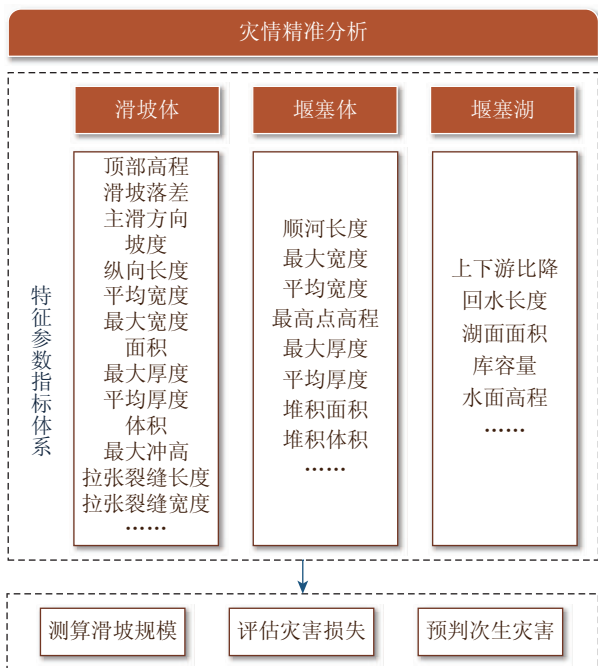 灾情精准分析
特征参数指标体系
滑坡体
顶部高程
滑坡落差
主滑方向
坡度
纵向长度
平均宽度
最大宽度
面积
最大厚度
平均厚度
体积
最大冲高
拉张裂缝长度
拉张裂缝宽度
……
堰塞体
顺河长度
最大宽度
平均宽度
最高点高程
最大厚度
平均厚度
堆积面积
堆积体积
……
堰塞湖
上下游比降
回水长度
湖面面积
库容量
水面高程
……
测算滑坡规模
评估灾害损失
预判次生灾害